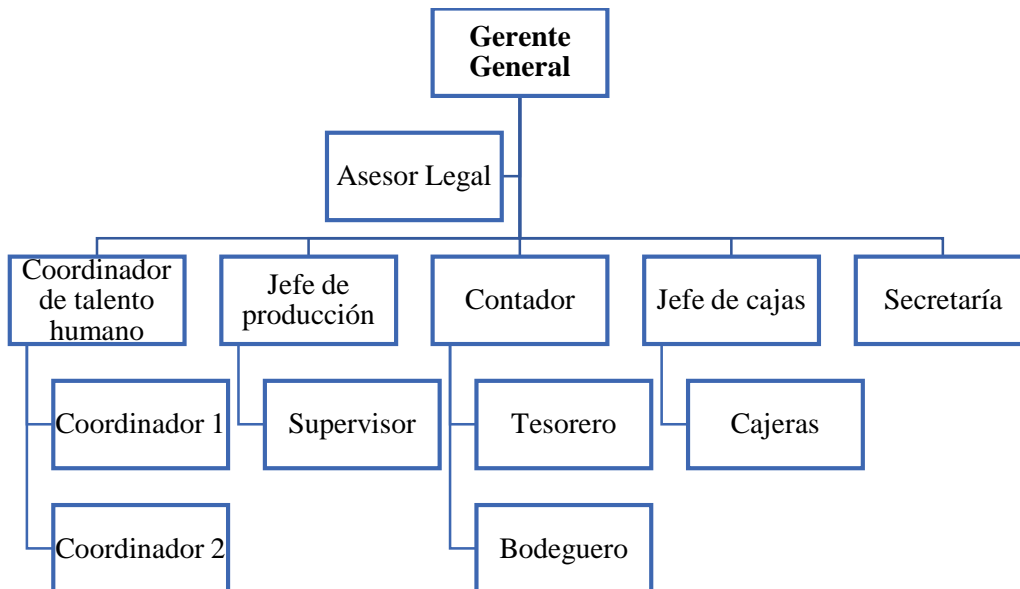 Gerente
General
Asesor Legal
Coordinador
de talento
humano
Jefe de
producción
Contador
Jefe de cajas
Secretaría
Coordinador 1
Supervisor
Tesorero
Cajeras
Coordinador 2
Bodeguero